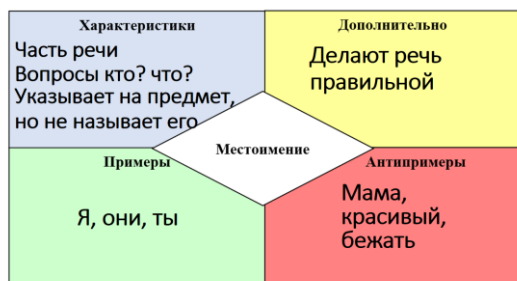 Характеристики
Часть речи
Вопросы кто? что?
Указывает на предмет,
но не называет его
Дополнительно
Делают речь
правильной
Местоимение
Примеры
Я, они, ты
Антипримеры
Мама,
красивый,
бежать